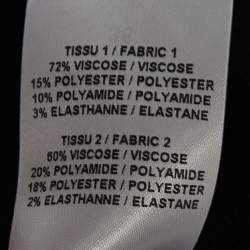 TISSU 1 / FABRIC 1
72% VISCOSE / VISCOSE
15% POLYESTER / POLYESTER
10% POLYAMIDE / POLYAMIDE
3% ELASTHANNE / ELASTANE
TISSU 2 / FABRIC 2
60% VISCOSE / VISCOSE
20% POLYAMIDE / POLYAMIDE
18% POLYESTER / POLYESTER
2% ELASTHANNE / ELASTANE